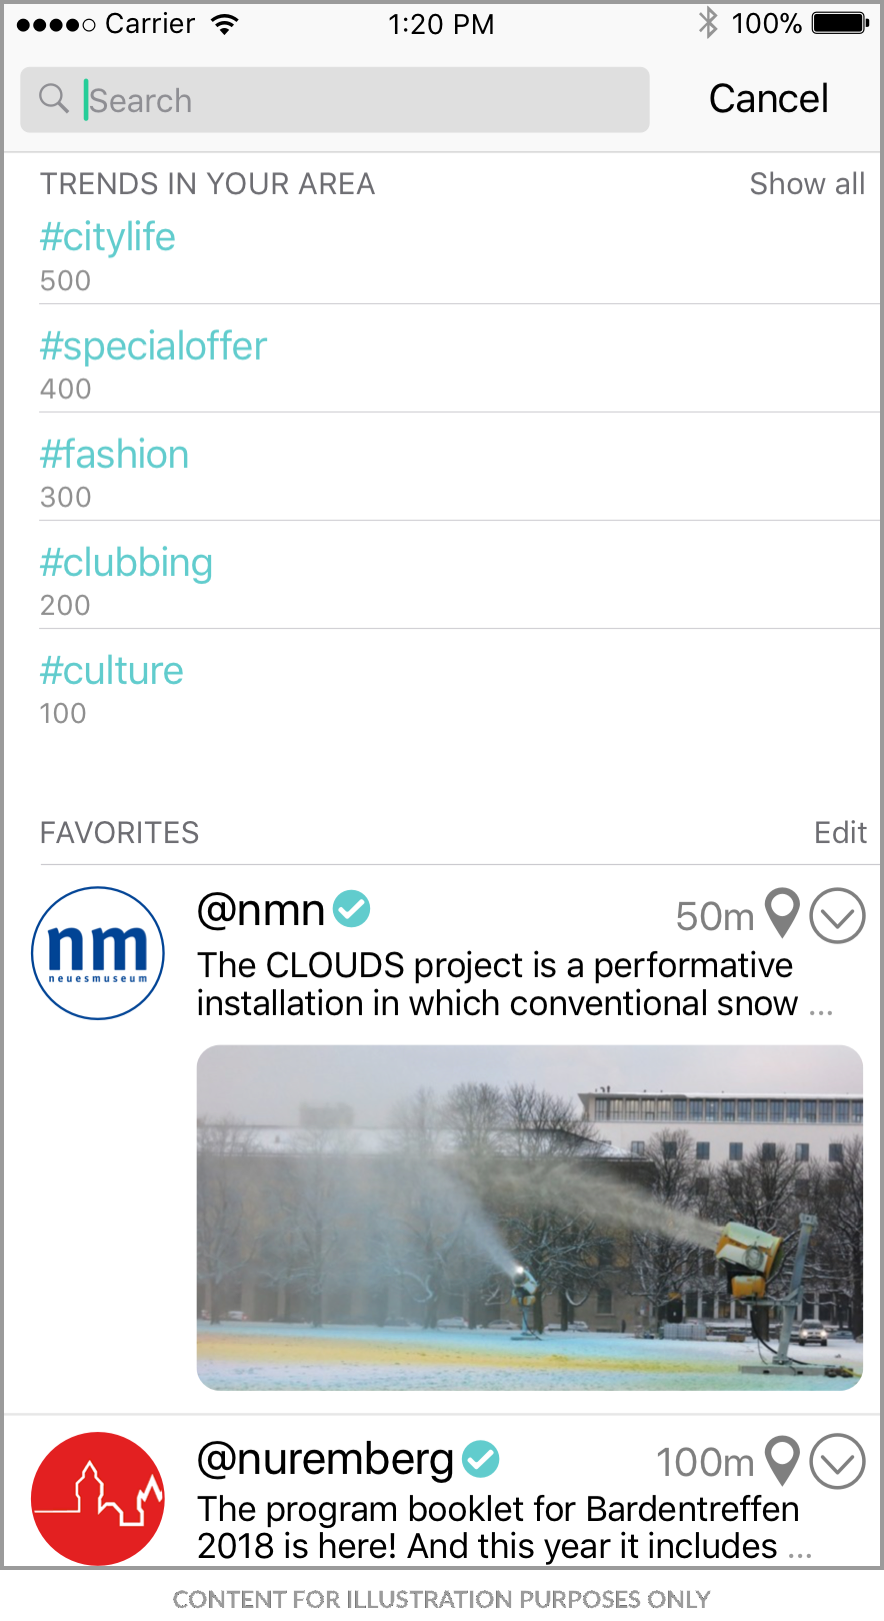 Carrier 1:20 PM 100%
Search Cancel
TRENDS IN YOUR AREA Show all
#citylife
500
#specialoffer
400
#fashion
300
#clubbing
200
#culture
100
FAVORITES Edit
nm
neuesmuseum
@nmn 50m
The CLOUDS project is a performative
installation in which conventional snow ...
@nuremberg 100m
The program booklet for Bardentreffen
2018 is here! And this year it includes ...
CONTENT FOR ILLUSTRATION PURPOSES ONLY